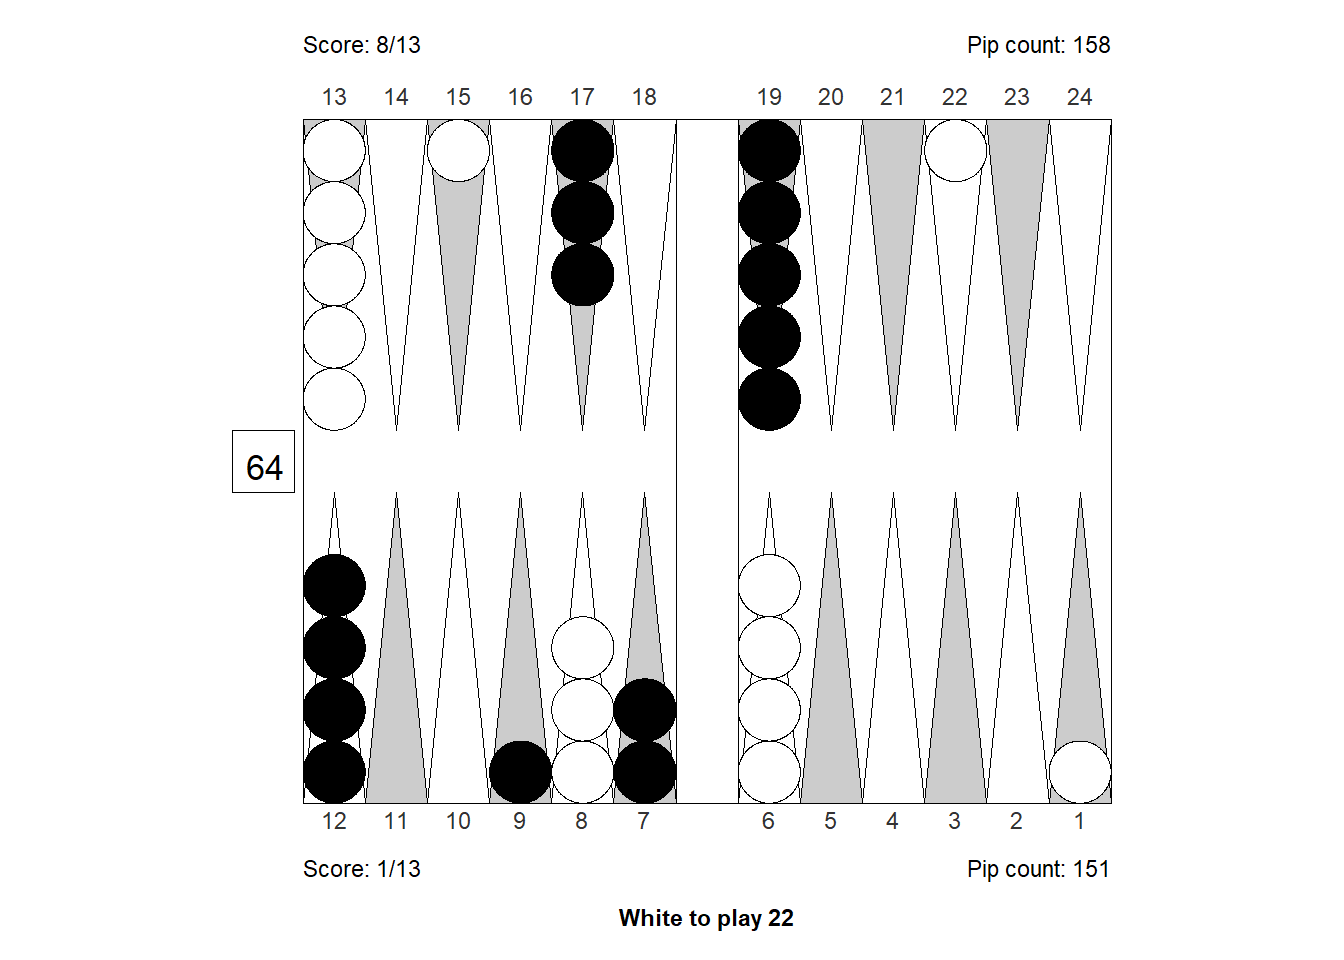 Score: 8/13 Pip count: 158
13 14 15 16 17 18 19 20 21 22 23 24
64
12 11 10 9 8 7 6 5 4 3 2 1
Score: 1/13 Pip count: 151
White to play 22